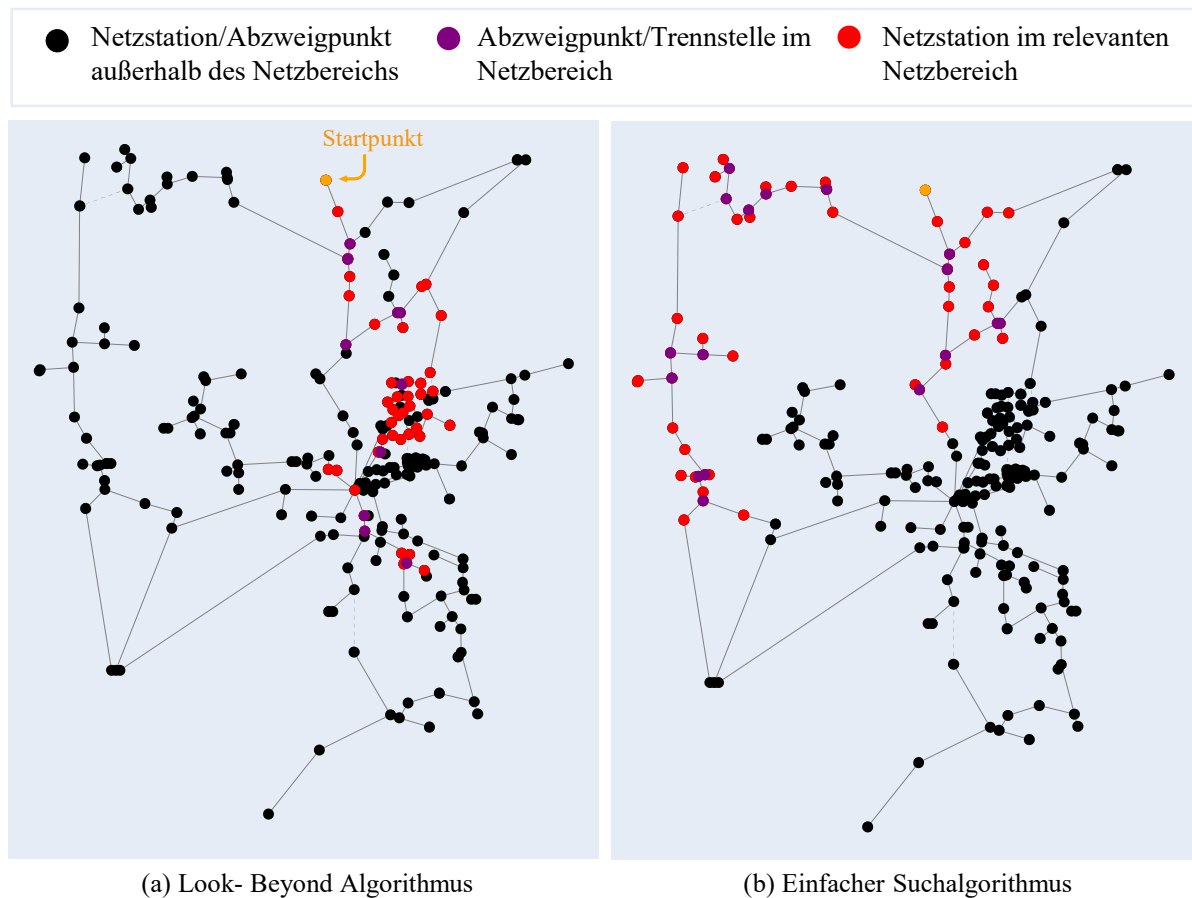 Netzstation/Abzweigpunkt
außerhalb des Netzbereichs
Abzweigpunkt/Trennstelle im
Netzbereich
Netzstation im relevanten
Netzbereich
Startpunkt
(a) Look- Beyond Algorithmus
(b) Einfacher Suchalgorithmus